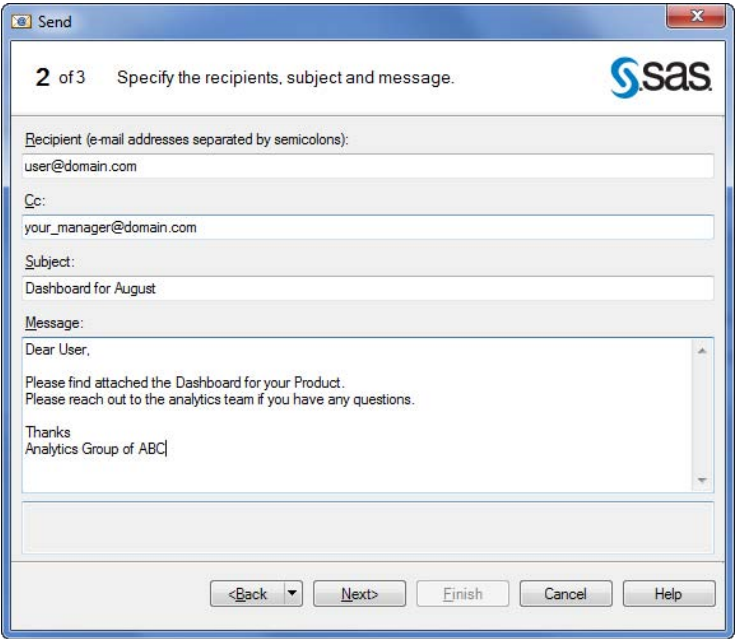 Send
2 of 3 Specify the recipients, subject and message.
sas
Recipient (e-mail addresses separated by semicolons):
user@domain.com
Cc:
your_manager@domain.com
Subject:
Dashboard for August
Message:
Dear User,
Please find attached the Dashboard for your Product.
Please reach out to the analytics team if you have any questions.
Thanks
Analytics Group of ABC
<Back Next> Finish Cancel Help